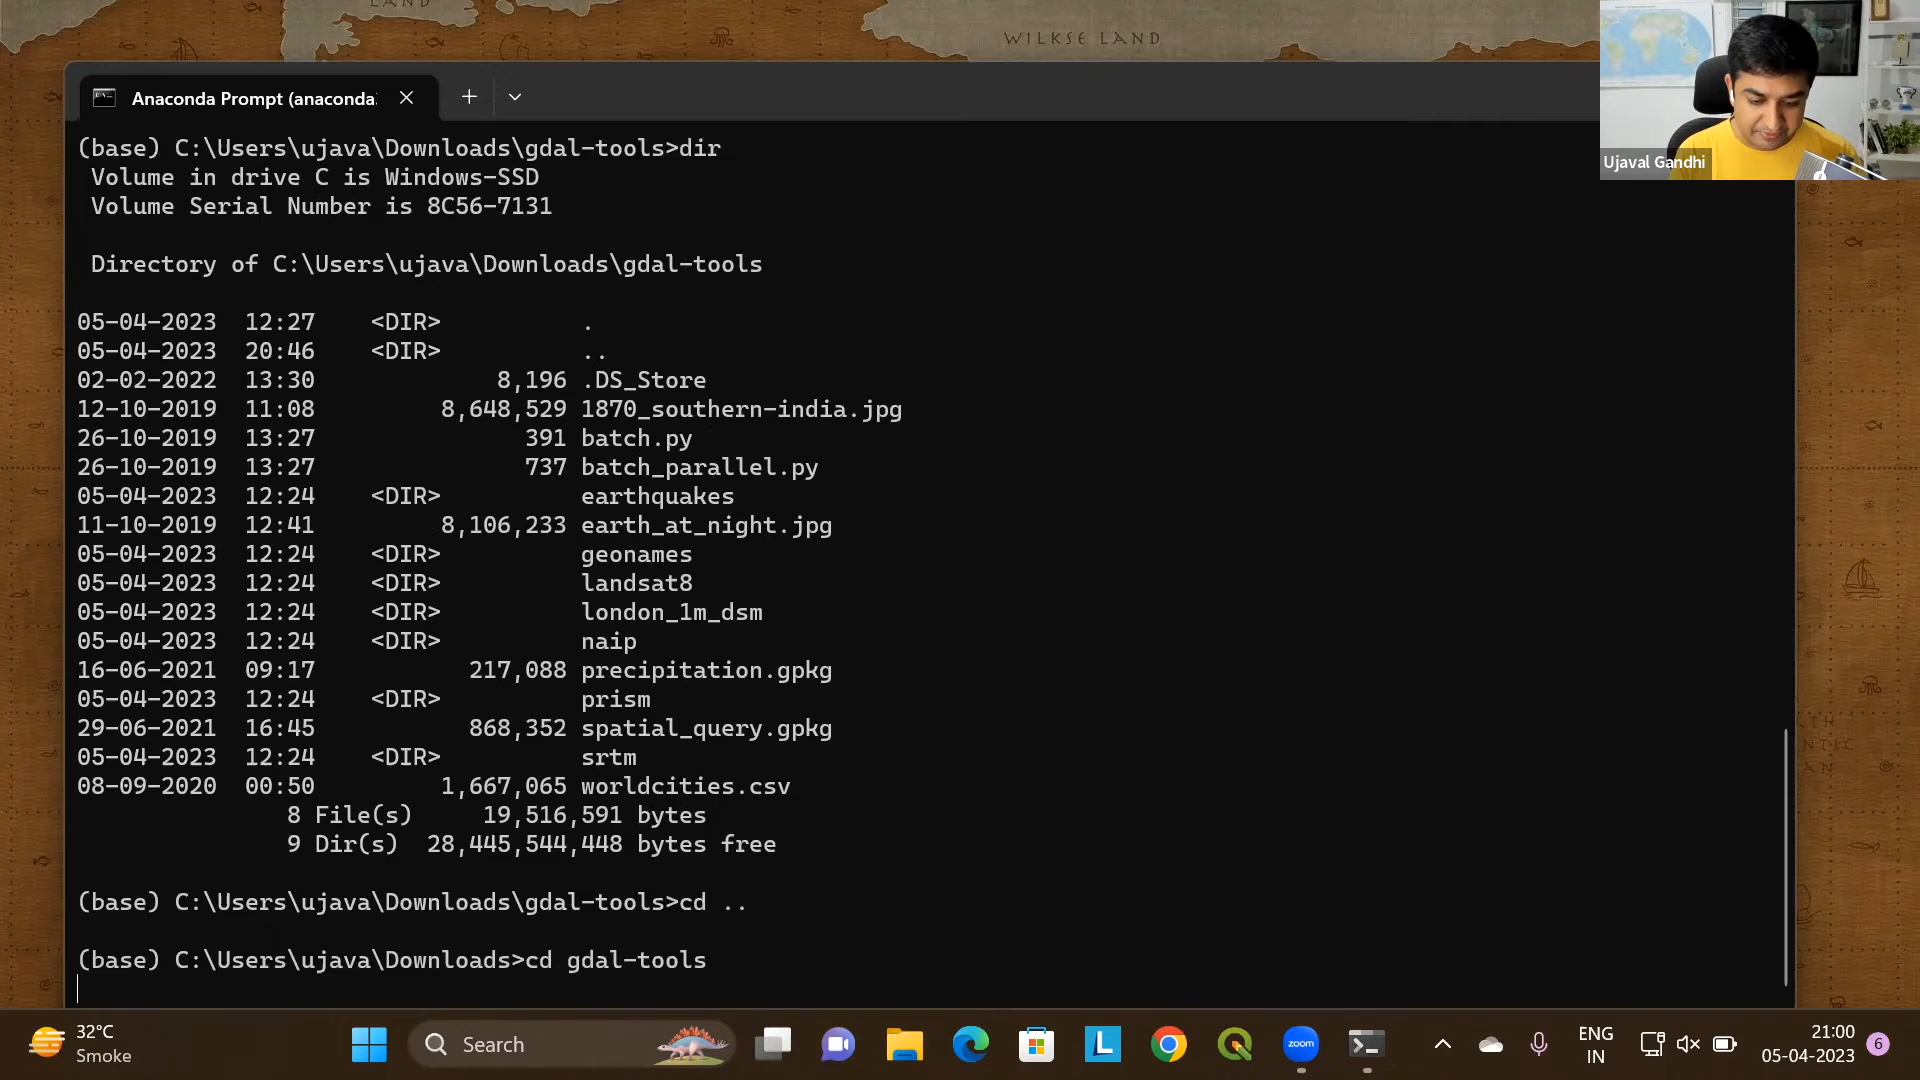 LAND
WILKSE LAND
Anaconda Prompt (anaconda
Ujaval Gandhi
(base) C:\Users\ujava\Downloads\gdal-tools>dir
Volume in drive C is Windows-SSD
Volume Serial Number is 8C56-7131
Directory of C:\Users\ujava\Downloads\gdal-tools
05-04-2023 12:27 <DIR> .
05-04-2023 20:46 <DIR> ..
02-02-2022 13:30 8,196 .DS_Store
12-10-2019 11:08 8,648,529 1870_southern-india.jpg
26-10-2019 13:27 391 batch.py
26-10-2019 13:27 737 batch_parallel.py
05-04-2023 12:24 <DIR> earthquakes
11-10-2019 12:41 8,106,233 earth_at_night.jpg
05-04-2023 12:24 <DIR> geonames
05-04-2023 12:24 <DIR> landsat8
05-04-2023 12:24 <DIR> london_1m_dsm
05-04-2023 12:24 <DIR> naip
16-06-2021 09:17 217,088 precipitation.gpkg
05-04-2023 12:24 <DIR> prism
29-06-2021 16:45 868,352 spatial_query.gpkg
05-04-2023 12:24 <DIR> srtm
08-09-2020 00:50 1,667,065 worldcities.csv
8 File(s) 19,516,591 bytes
9 Dir(s) 28,445,544,448 bytes free
(base) C:\Users\ujava\Downloads\gdal-tools>cd ..
(base) C:\Users\ujava\Downloads>cd gdal-tools
32°C
Smoke
Search
L
zoom
ENG
IN
21:00
05-04-2023
6